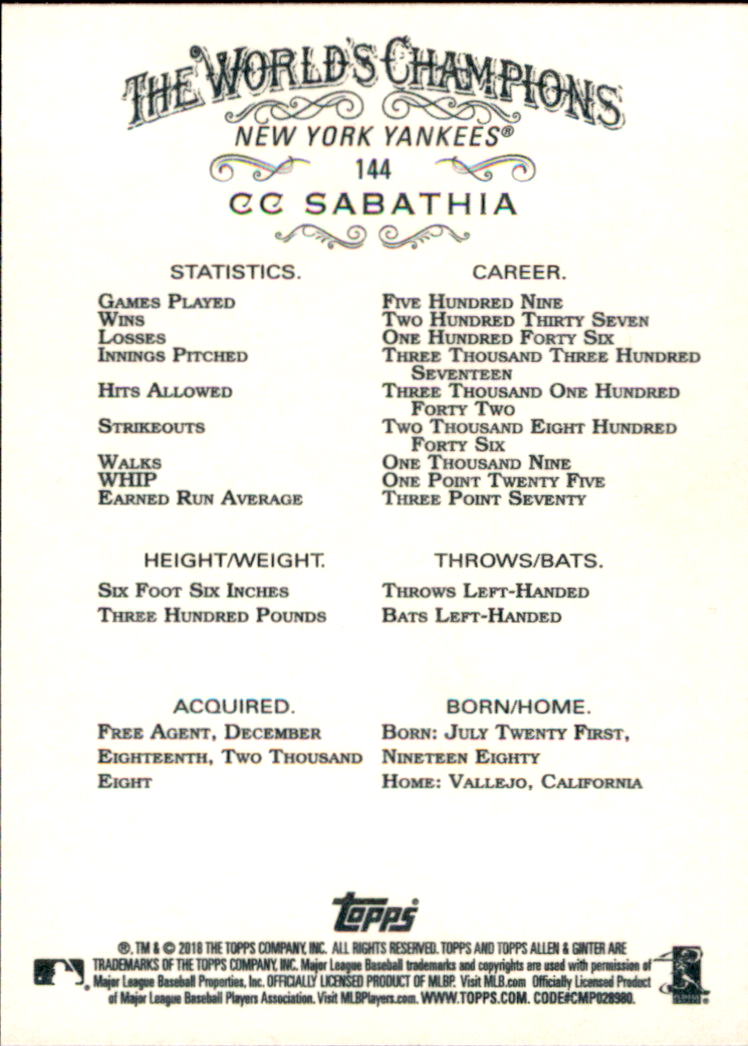 THE WORLD'S CHAMPIONS
NEW YORK YANKEES®
144
CC SABATHIA
STATISTICS. CAREER.
GAMES PLAYED FIVE HUNDRED NINE
WINS TWO HUNDRED THIRTY SEVEN
LOSSES ONE HUNDRED FORTY SIX
INNINGS PITCHED THREE THOUSAND THREE HUNDRED
SEVENTEEN
HITS ALLOWED THREE THOUSAND ONE HUNDRED
FORTY TWO
STRIKEOUTS TWO THOUSAND EIGHT HUNDRED
FORTY SIX
WALKS ONE THOUSAND NINE
WHIP ONE POINT TWENTY FIVE
EARNED RUN AVERAGE THREE POINT SEVENTY
HEIGHT/WEIGHT. THROWS/BATS.
SIX FOOT SIX INCHES THROWS LEFT-HANDED
THREE HUNDRED POUNDS BATS LEFT-HANDED
ACQUIRED. BORN/HOME.
FREE AGENT, DECEMBER BORN: JULY TWENTY FIRST,
EIGHTEENTH, TWO THOUSAND NINETEEN EIGHTY
EIGHT HOME: VALLEJO, CALIFORNIA
Topps®
®, TM & © 2018 THE TOPPS COMPANY, INC. ALL RIGHTS RESERVED. TOPPS AND TOPPS ALLEN & GINTER ARE
TRADEMARKS OF THE TOPPS COMPANY, INC. Major League Baseball trademarks and copyrights are used with permission of
Major League Baseball Properties, Inc. OFFICIALLY LICENSED PRODUCT OF MLBP. Visit MLB.com Officially Licensed Product
of Major League Baseball Players Association. Visit MLBPlayers.com. WWW.TOPPS.COM. CODE#CMP028980.